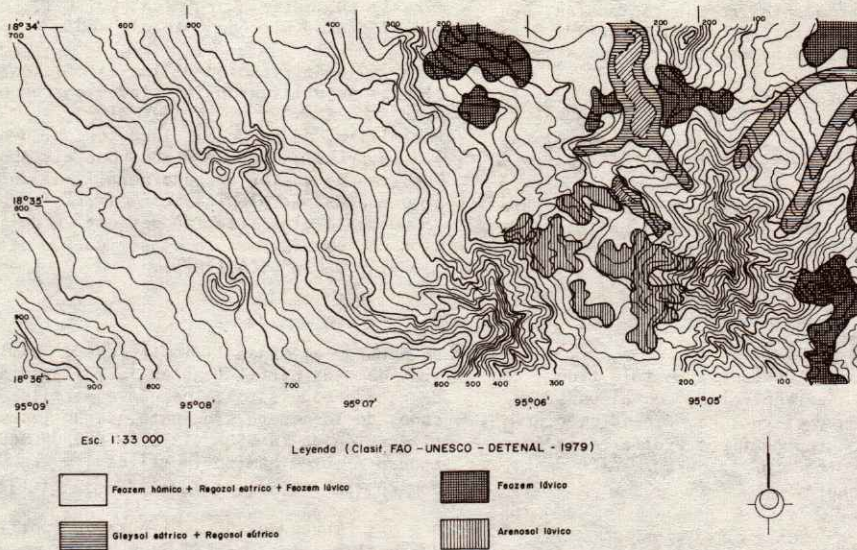 600 500 400 300 200 200 100
18°34'
700
18°35'
800
900
18°36'
900 800 700 600 500 400 300 200 100
95°09' 95°08' 95°07' 95°06' 95°05'
Esc. 1:33 000
Leyenda (Clasif. FAO-UNESCO-DETENAL-1979)
Feozem húmico + Regozol eútrico + Feozem lúvico
Feozem lúvico
Gleysol eútrico + Regosol eútrico
Arenosol lúvico